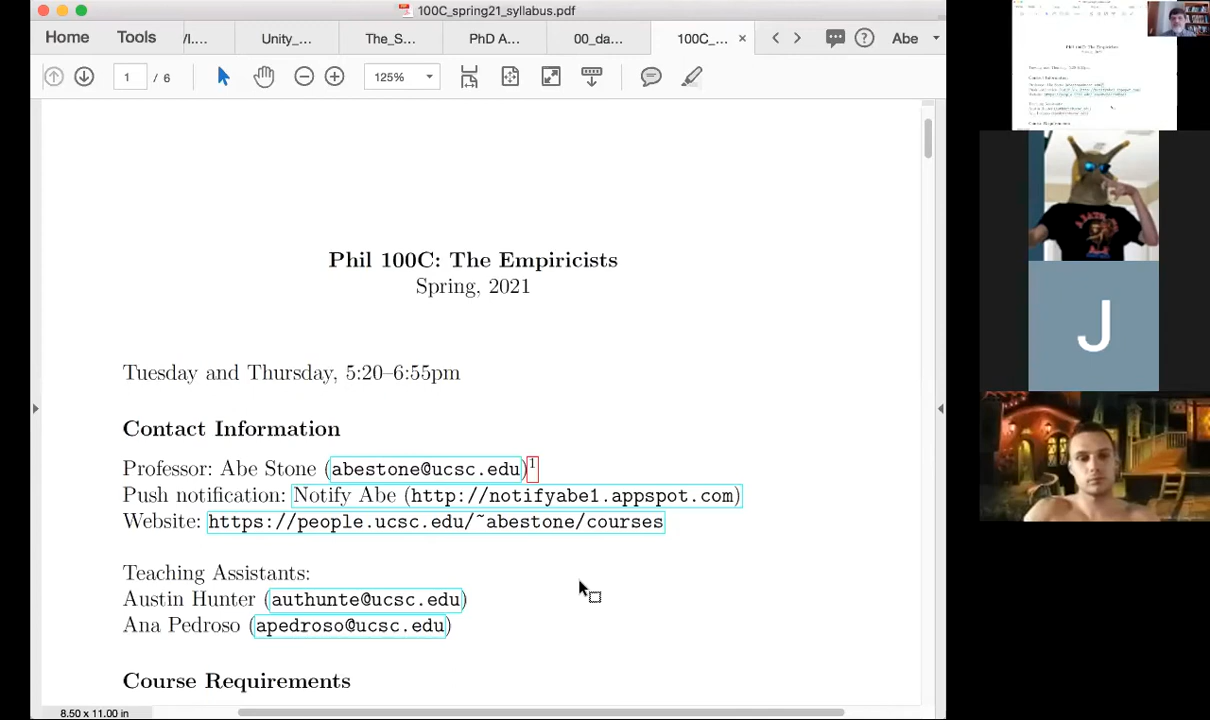 100C_spring21_syllabus.pdf
Home
Tools
Unity_...
The_S...
00_da...
100C_...
Abe
1 / 6
125%
Phil 100C: The Empiricists
Spring, 2021
Tuesday and Thursday, 5:20–6:55pm
Contact Information
Professor: Abe Stone (abestone@ucsc.edu)1
Push notification: Notify Abe (http://notifyabe1.appspot.com)
Website: https://people.ucsc.edu/~abestone/courses
Teaching Assistants:
Austin Hunter (authunte@ucsc.edu)
Ana Pedroso (apedroso@ucsc.edu)
Course Requirements
8.50 x 11.00 in
J